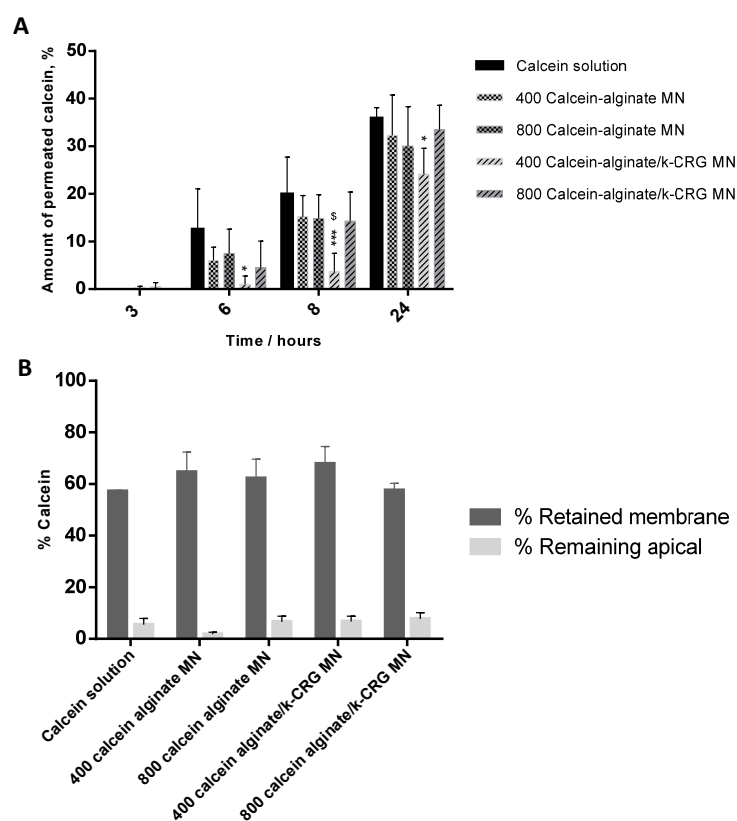 A
Amount of permeated calcein, %
50
40
30
20
10
0
*
$
***
*
3
6
8
24
Time / hours
Calcein solution
400 Calcein-alginate MN
800 Calcein-alginate MN
400 Calcein-alginate/k-CRG MN
800 Calcein-alginate/k-CRG MN
B
% Calcein
100
80
60
40
20
0
Calcein solution
400 calcein alginate MN
800 calcein alginate MN
400 calcein alginate/k-CRG MN
800 calcein alginate/k-CRG MN
% Retained membrane
% Remaining apical